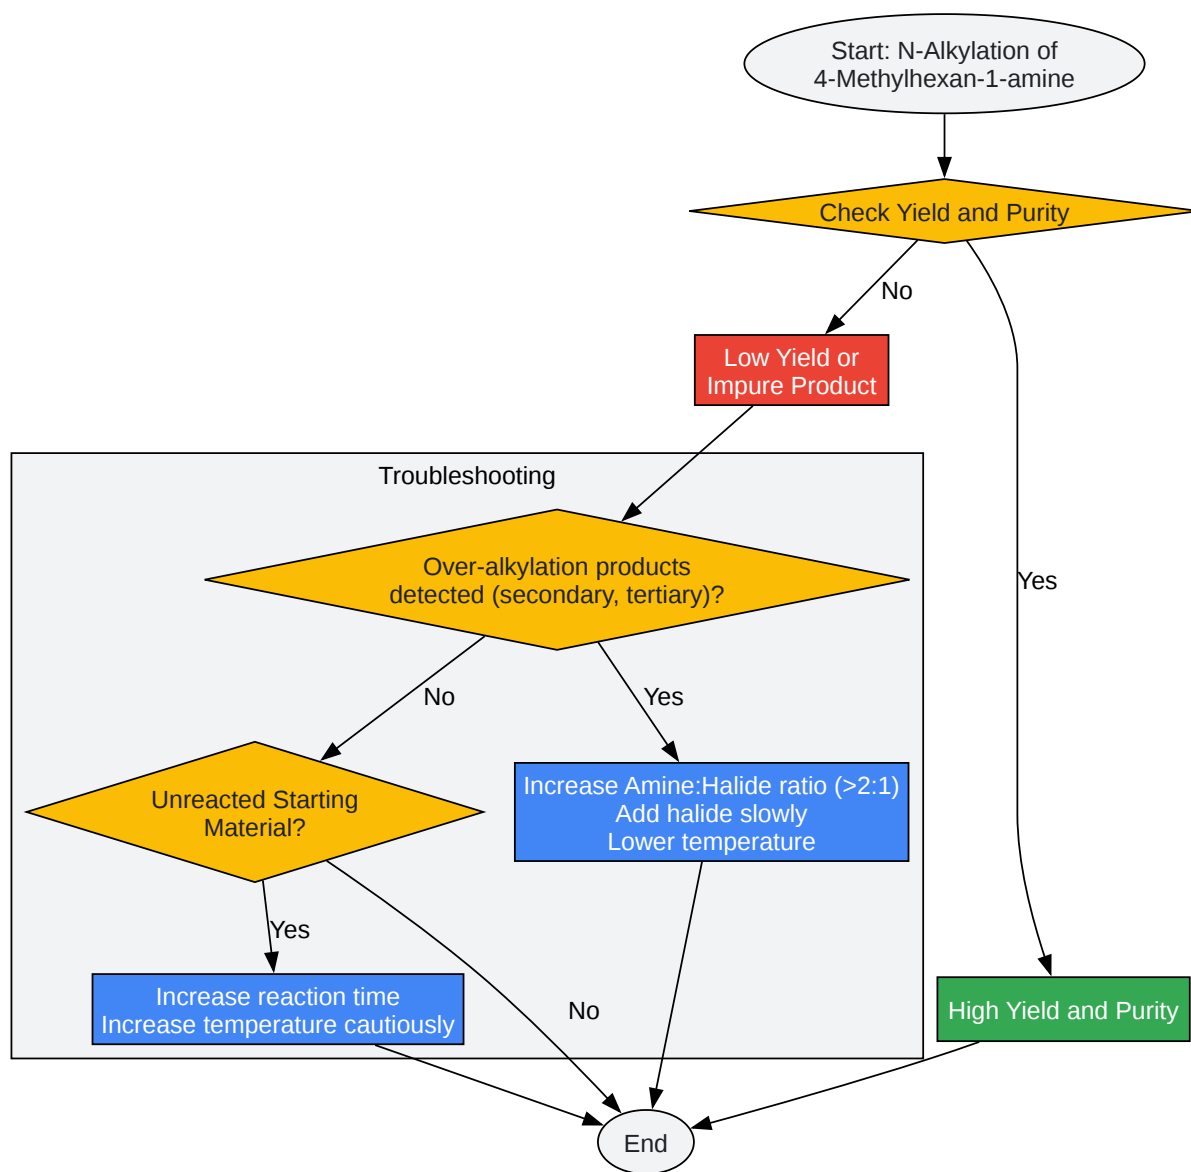 Start: N-Alkylation of
4-Methylhexan-1-amine
Check Yield and Purity
No
Low Yield or
Impure Product
Yes
Troubleshooting
Over-alkylation products
detected (secondary, tertiary)?
No
Yes
Unreacted Starting
Material?
Increase Amine:Halide ratio (>2:1)
Add halide slowly
Lower temperature
Yes
No
Increase reaction time
Increase temperature cautiously
High Yield and Purity
End